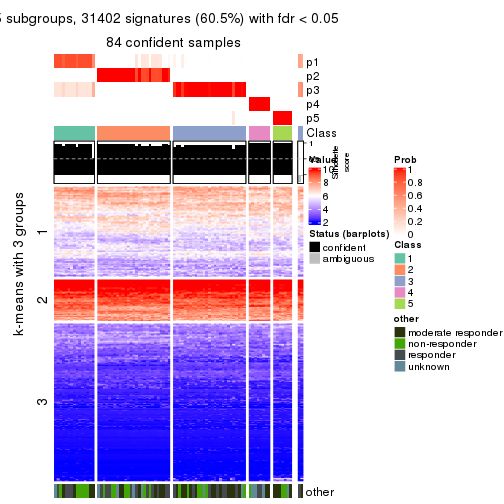 5 subgroups, 31402 signatures (60.5%) with fdr < 0.05
84 confident samples
p1
p2
p3
p4
p5
Class
1
Silhouette
score
k-means with 3 groups
1
2
3
other
Value
10
8
6
4
2
Status (barplots)
confident
ambiguous
Prob
1
0.8
0.6
0.4
0.2
0
Class
1
2
3
4
5
other
moderate responder
non-responder
responder
unknown